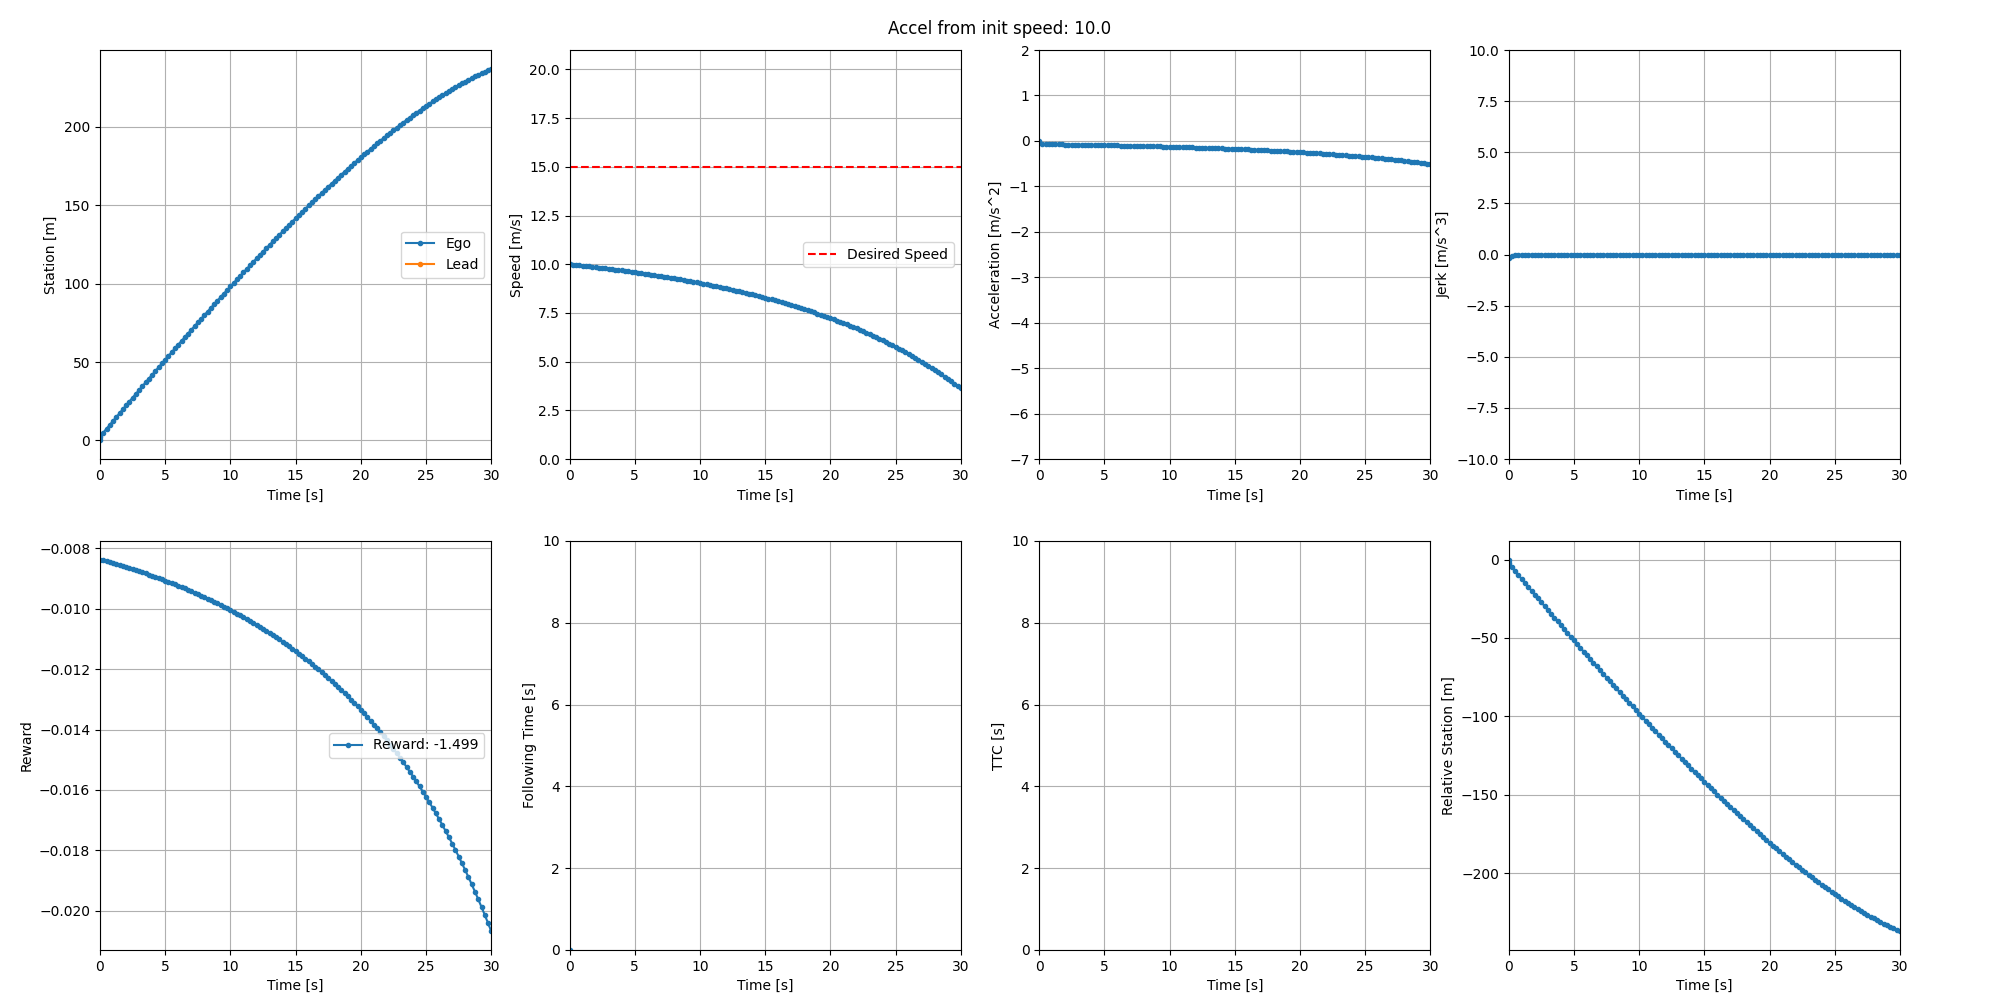 Accel from init speed: 10.0
Station [m]
200
150
100
50
0
0 5 10 15 20 25 30
Time [s]
Ego
Lead
Speed [m/s]
20.0
17.5
15.0
12.5
10.0
7.5
5.0
2.5
0.0
0 5 10 15 20 25 30
Time [s]
Desired Speed
Acceleration [m/s^2]
2
1
0
−1
−2
−3
−4
−5
−6
−7
0 5 10 15 20 25 30
Time [s]
Jerk [m/s^3]
10.0
7.5
5.0
2.5
0.0
−2.5
−5.0
−7.5
−10.0
0 5 10 15 20 25 30
Time [s]
Reward
−0.008
−0.010
−0.012
−0.014
−0.016
−0.018
−0.020
0 5 10 15 20 25 30
Time [s]
Reward: -1.499
Following Time [s]
10
8
6
4
2
0
0 5 10 15 20 25 30
Time [s]
TTC [s]
10
8
6
4
2
0
0 5 10 15 20 25 30
Time [s]
Relative Station [m]
0
−50
−100
−150
−200
0 5 10 15 20 25 30
Time [s]